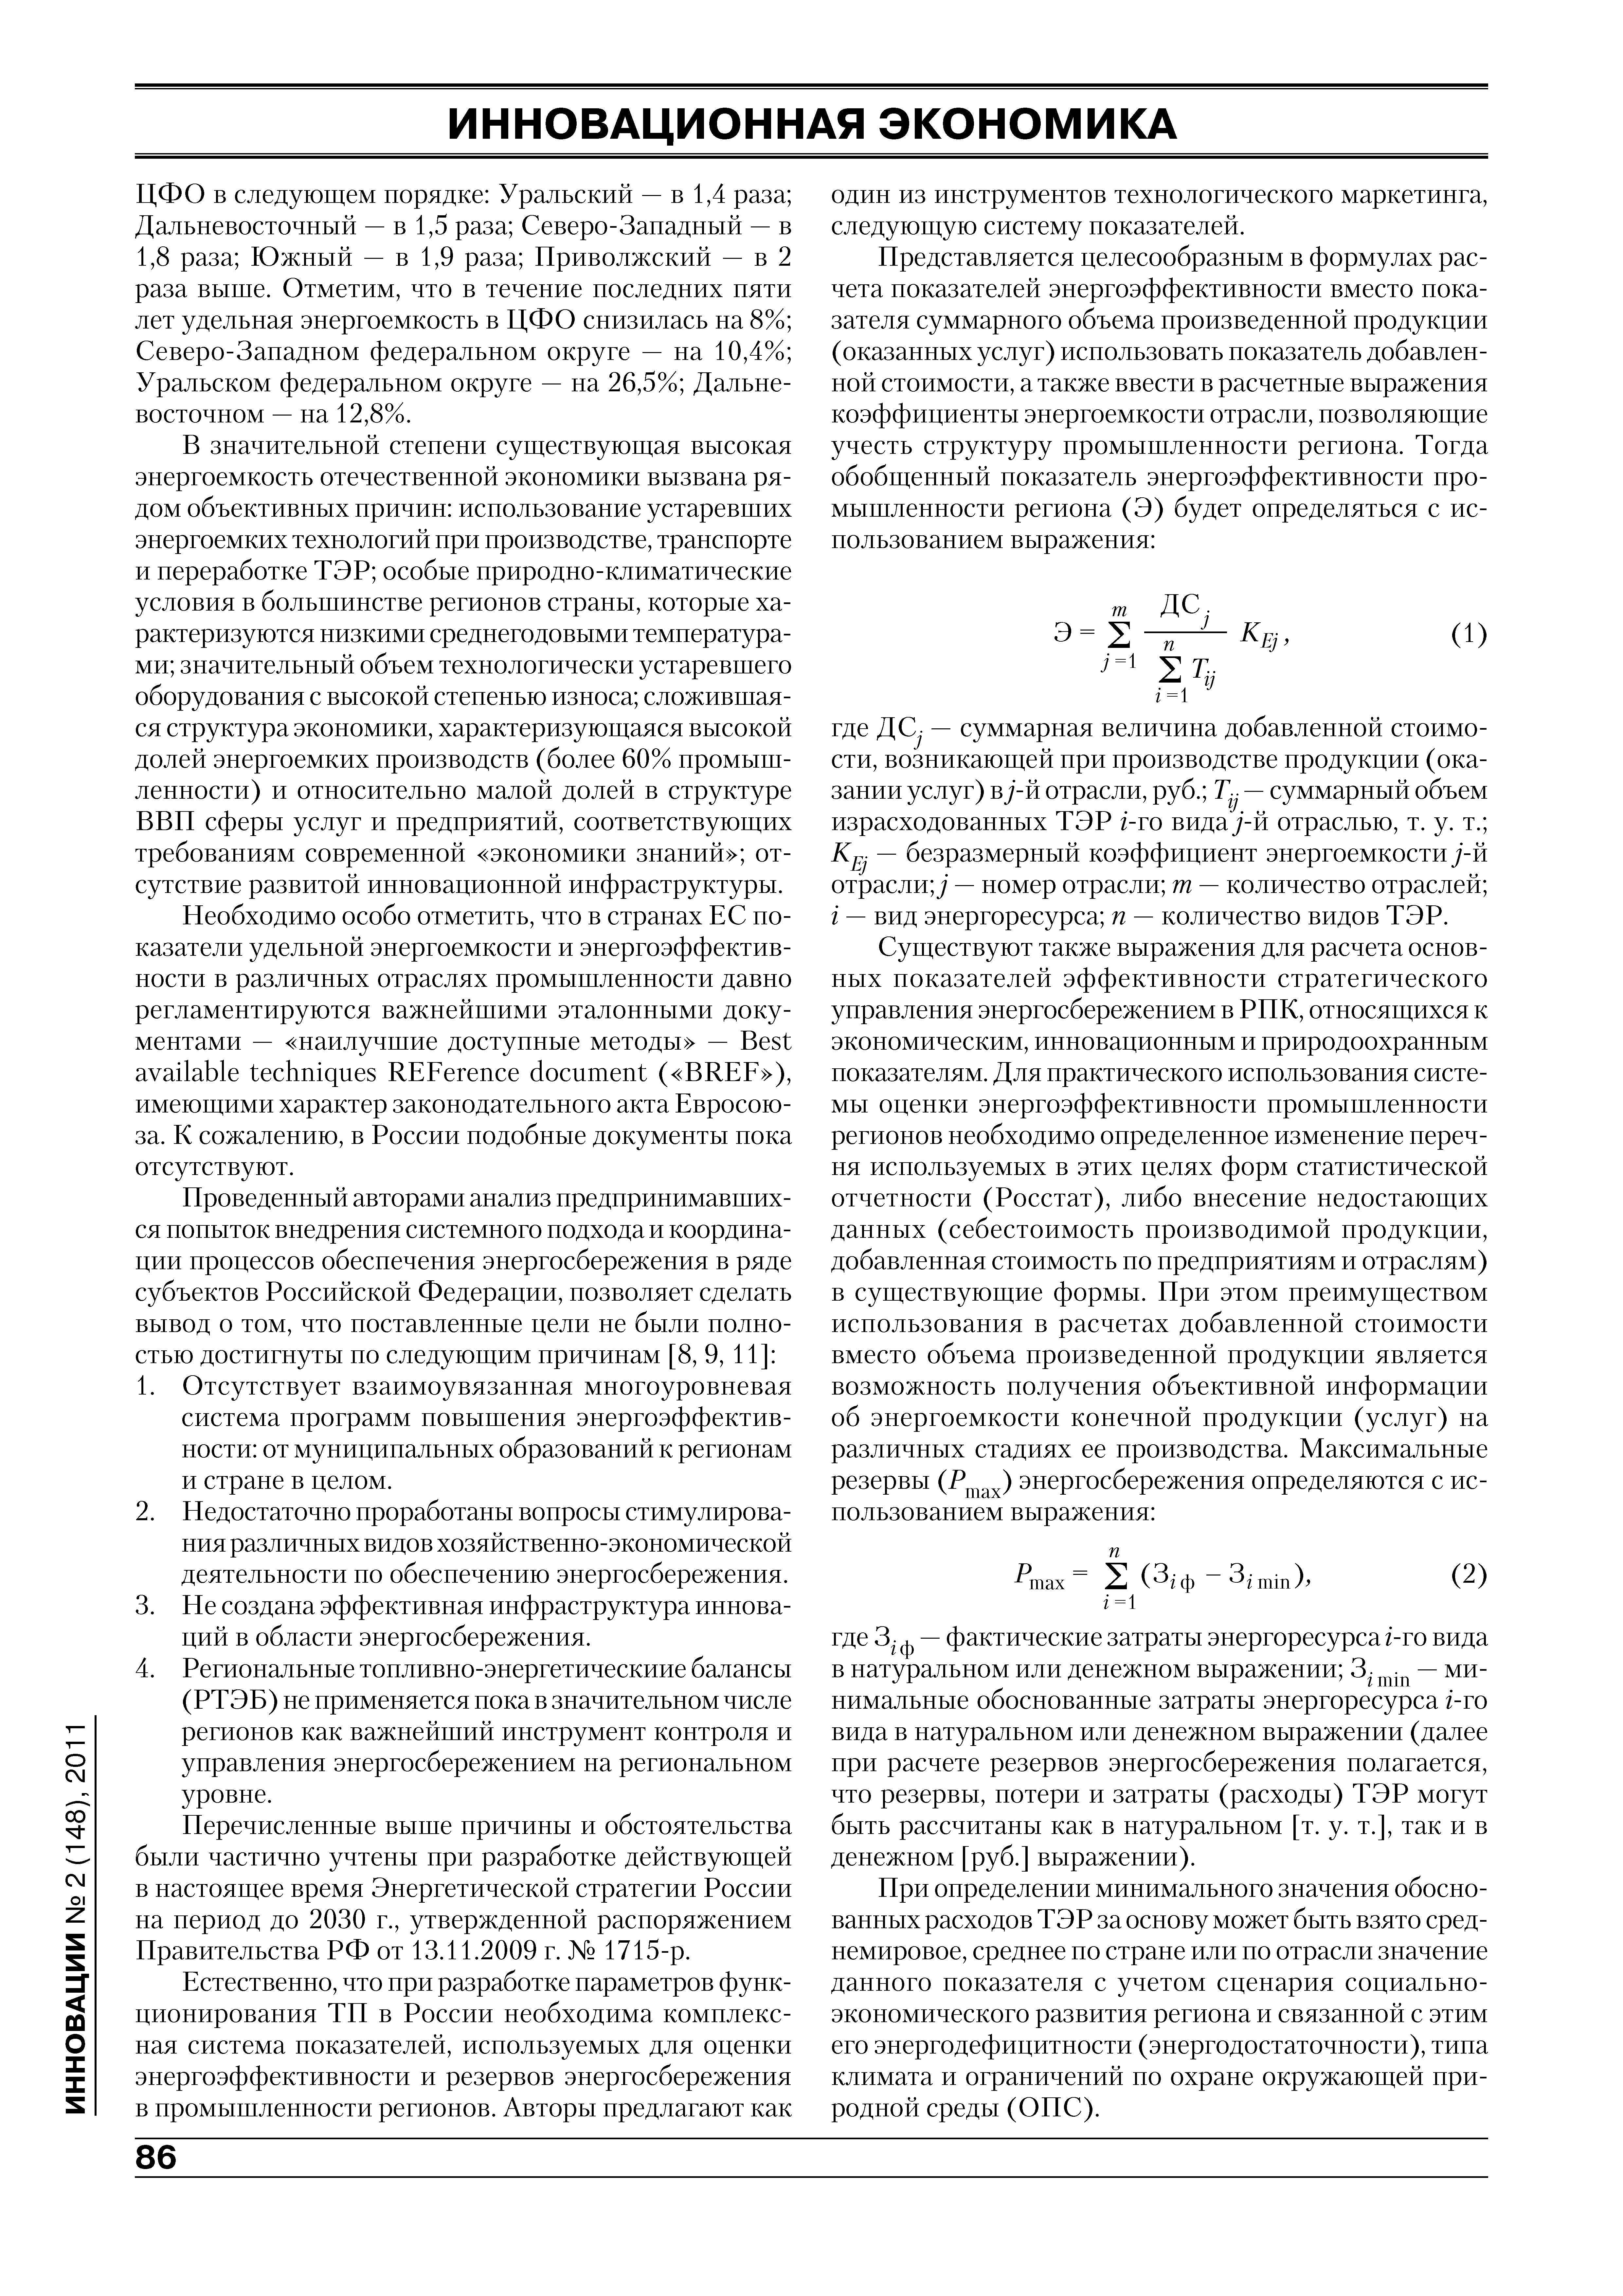 ИННОВАЦИОННАЯ ЭКОНОМИКА
ЦФО в следующем порядке: Уральский — в 1,4 раза;
Дальневосточный — в 1,5 раза; Северо-Западный — в
1,8 раза; Южный — в 1,9 раза; Приволжский — в 2
раза выше. Отметим, что в течение последних пяти
лет удельная энергоемкость в ЦФО снизилась на 8%;
Северо-Западном федеральном округе — на 10,4%;
Уральском федеральном округе — на 26,5%; Дальне-
восточном — на 12,8%.
В значительной степени существующая высокая
энергоемкость отечественной экономики вызвана ря-
дом объективных причин: использование устаревших
энергоемких технологий при производстве, транспорте
и переработке ТЭР; особые природно-климатические
условия в большинстве регионов страны, которые ха-
рактеризуются низкими среднегодовыми температура-
ми; значительный объем технологически устаревшего
оборудования с высокой степенью износа; сложившая-
ся структура экономики, характеризующаяся высокой
долей энергоемких производств (более 60% промыш-
ленности) и относительно малой долей в структуре
ВВП сферы услуг и предприятий, соответствующих
требованиям современной «экономики знаний»; от-
сутствие развитой инновационной инфраструктуры.
Необходимо особо отметить, что в странах ЕС по-
казатели удельной энергоемкости и энергоэффектив-
ности в различных отраслях промышленности давно
регламентируются важнейшими эталонными доку-
ментами — «наилучшие доступные методы» — Best
available techniques REFerence document («BREF»),
имеющими характер законодательного акта Евросою-
за. К сожалению, в России подобные документы пока
отсутствуют.
Проведенный авторами анализ предпринимавших-
ся попыток внедрения системного подхода и координа-
ции процессов обеспечения энергосбережения в ряде
субъектов Российской Федерации, позволяет сделать
вывод о том, что поставленные цели не были полно-
стью достигнуты по следующим причинам [8, 9, 11]:
1. Отсутствует взаимоувязанная многоуровневая
система программ повышения энергоэффектив-
ности: от муниципальных образований к регионам
и стране в целом.
2. Недостаточно проработаны вопросы стимулирова-
ния различных видов хозяйственно-экономической
деятельности по обеспечению энергосбережения.
3. Не создана эффективная инфраструктура иннова-
ций в области энергосбережения.
4. Региональные топливно-энергетическиие балансы
(РТЭБ) не применяется пока в значительном числе
регионов как важнейший инструмент контроля и
управления энергосбережением на региональном
уровне.
Перечисленные выше причины и обстоятельства
были частично учтены при разработке действующей
в настоящее время Энергетической стратегии России
на период до 2030 г., утвержденной распоряжением
Правительства РФ от 13.11.2009 г. № 1715-р.
Естественно, что при разработке параметров функ-
ционирования ТП в России необходима комплекс-
ная система показателей, используемых для оценки
энергоэффективности и резервов энергосбережения
в промышленности регионов. Авторы предлагают как
один из инструментов технологического маркетинга,
следующую систему показателей.
Представляется целесообразным в формулах рас-
чета показателей энергоэффективности вместо пока-
зателя суммарного объема произведенной продукции
(оказанных услуг) использовать показатель добавлен-
ной стоимости, а также ввести в расчетные выражения
коэффициенты энергоемкости отрасли, позволяющие
учесть структуру промышленности региона. Тогда
обобщенный показатель энергоэффективности про-
мышленности региона (Э) будет определяться с ис-
пользованием выражения:
Э = ∑_{j=1}^{m} ДС_j / (∑_{i=1}^{n} T_{ij}) K_{Ej}, (1)
где ДС_j — суммарная величина добавленной стоимо-
сти, возникающей при производстве продукции (ока-
зании услуг) в j-й отрасли, руб.; T_{ij} — суммарный объем
израсходованных ТЭР i-го вида j-й отраслью, т. у. т.;
K_{Ej} — безразмерный коэффициент энергоемкости j-й
отрасли; j — номер отрасли; m — количество отраслей;
i — вид энергоресурса; n — количество видов ТЭР.
Существуют также выражения для расчета основ-
ных показателей эффективности стратегического
управления энергосбережением в РПК, относящихся к
экономическим, инновационным и природоохранным
показателям. Для практического использования систе-
мы оценки энергоэффективности промышленности
регионов необходимо определенное изменение переч-
ня используемых в этих целях форм статистической
отчетности (Росстат), либо внесение недостающих
данных (себестоимость производимой продукции,
добавленная стоимость по предприятиям и отраслям)
в существующие формы. При этом преимуществом
использования в расчетах добавленной стоимости
вместо объема произведенной продукции является
возможность получения объективной информации
об энергоемкости конечной продукции (услуг) на
различных стадиях ее производства. Максимальные
резервы (P_{max}) энергосбережения определяются с ис-
пользованием выражения:
P_{max} = ∑_{i=1}^{n} (З_{i ф} – З_{i min}), (2)
где З_{i ф} — фактические затраты энергоресурса i-го вида
в натуральном или денежном выражении; З_{i min} — ми-
нимальные обоснованные затраты энергоресурса i-го
вида в натуральном или денежном выражении (далее
при расчете резервов энергосбережения полагается,
что резервы, потери и затраты (расходы) ТЭР могут
быть рассчитаны как в натуральном [т. у. т.], так и в
денежном [руб.] выражении).
При определении минимального значения обосно-
ванных расходов ТЭР за основу может быть взято сред-
немировое, среднее по стране или по отрасли значение
данного показателя с учетом сценария социально-
экономического развития региона и связанной с этим
его энергодефицитности (энергодостаточности), типа
климата и ограничений по охране окружающей при-
родной среды (ОПС).
ИННОВАЦИИ № 2 (148), 2011
86